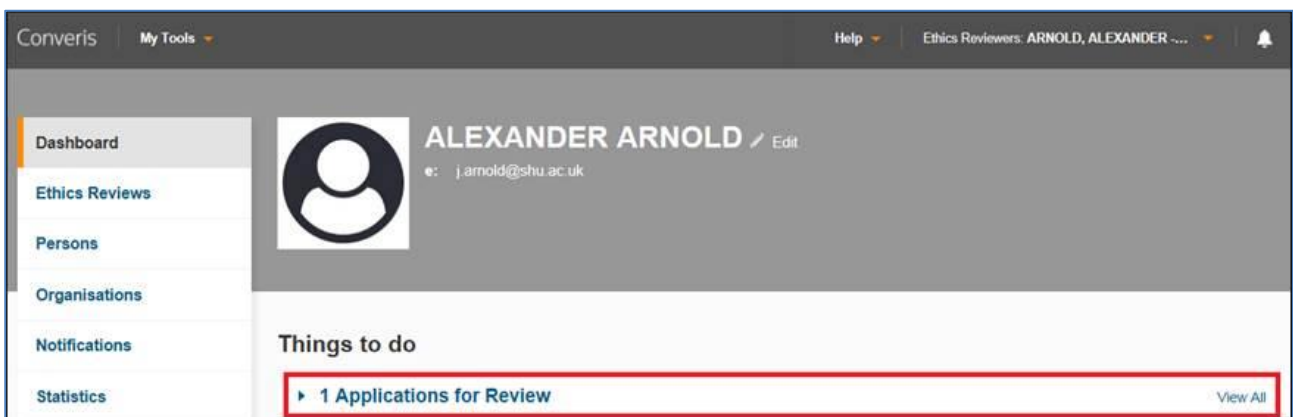 Converis
My Tools
Help
Ethics Reviewers: ARNOLD, ALEXANDER -...
Dashboard
Ethics Reviews
Persons
Organisations
Notifications
Statistics
ALEXANDER ARNOLD Edit
e: j.arnold@shu.ac.uk
Things to do
1 Applications for Review
View All